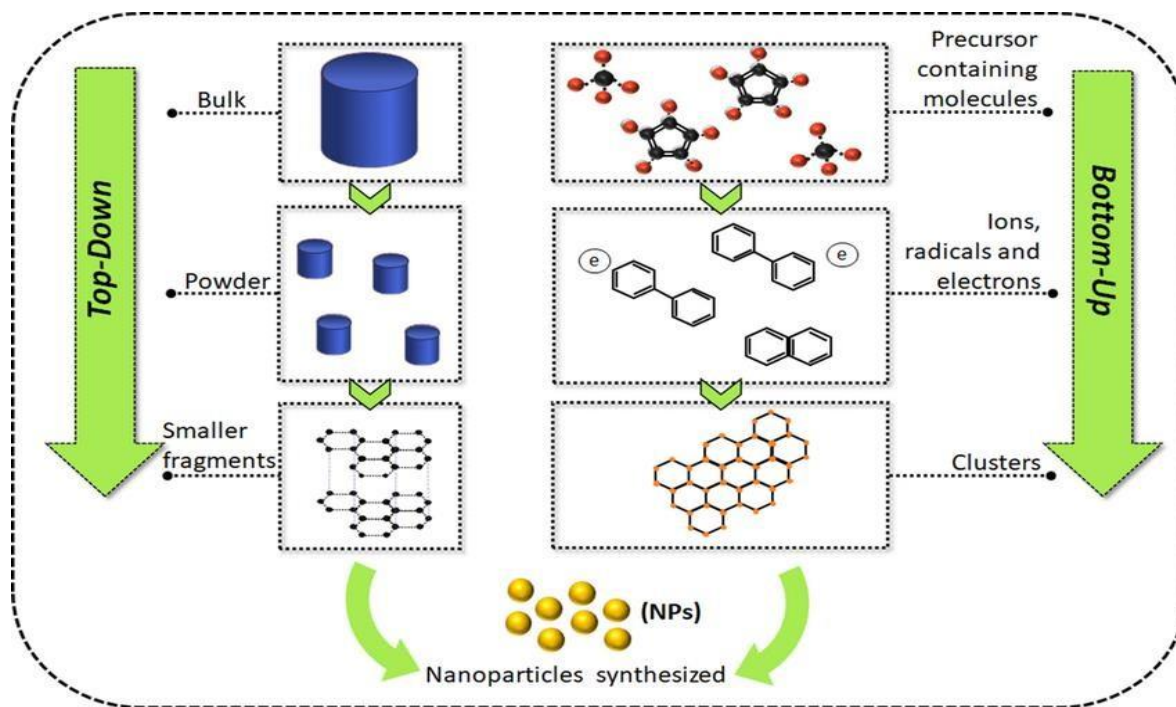 Top-Down
Bulk
Powder
Smaller
fragments
Precursor
containing
molecules
Ions,
radicals and
electrons
Clusters
Bottom-Up
e
e
(NPs)
Nanoparticles synthesized